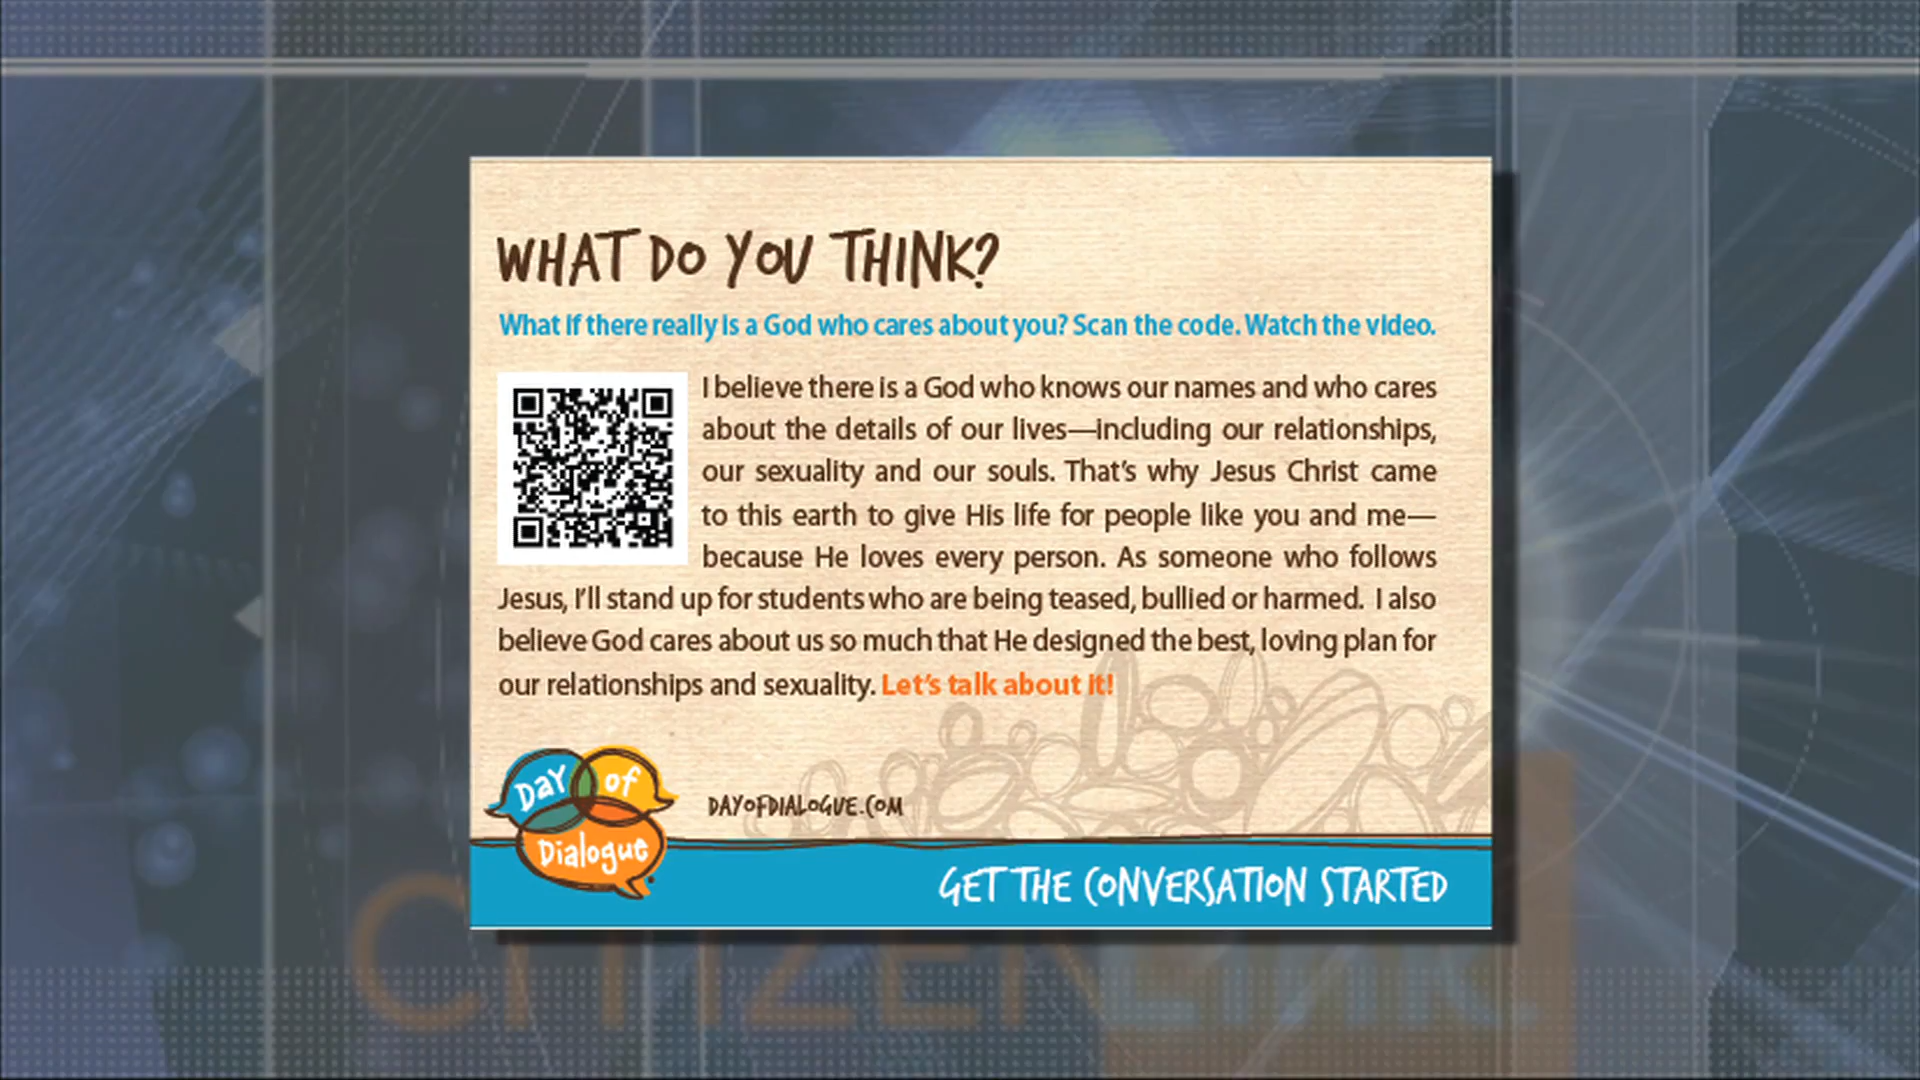 WHAT DO YOU THINK?
What if there really is a God who cares about you? Scan the code. Watch the video.
I believe there is a God who knows our names and who cares
about the details of our lives—including our relationships,
our sexuality and our souls. That's why Jesus Christ came
to this earth to give His life for people like you and me—
because He loves every person. As someone who follows
Jesus, I'll stand up for students who are being teased, bullied or harmed. I also
believe God cares about us so much that He designed the best, loving plan for
our relationships and sexuality. Let's talk about it!
Day of
Dialogue
DAYOFDIALOGUE.COM
GET THE CONVERSATION STARTED
CITIZENLink